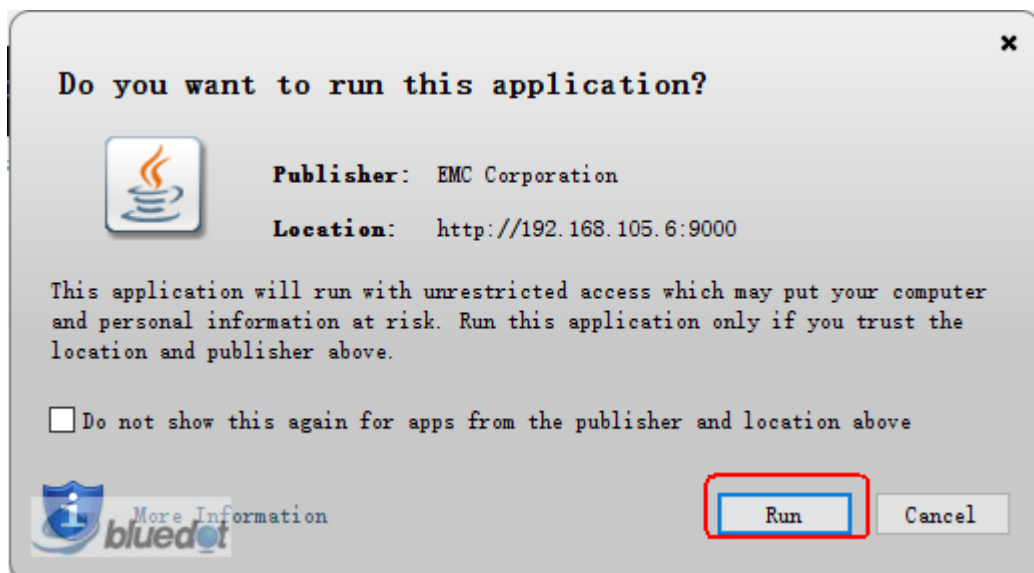 Do you want to run this application?
Publisher: EMC Corporation
Location: http://192.168.105.6:9000
This application will run with unrestricted access which may put your computer
and personal information at risk. Run this application only if you trust the
location and publisher above.
Do not show this again for apps from the publisher and location above
More Information
bluedot
Run
Cancel